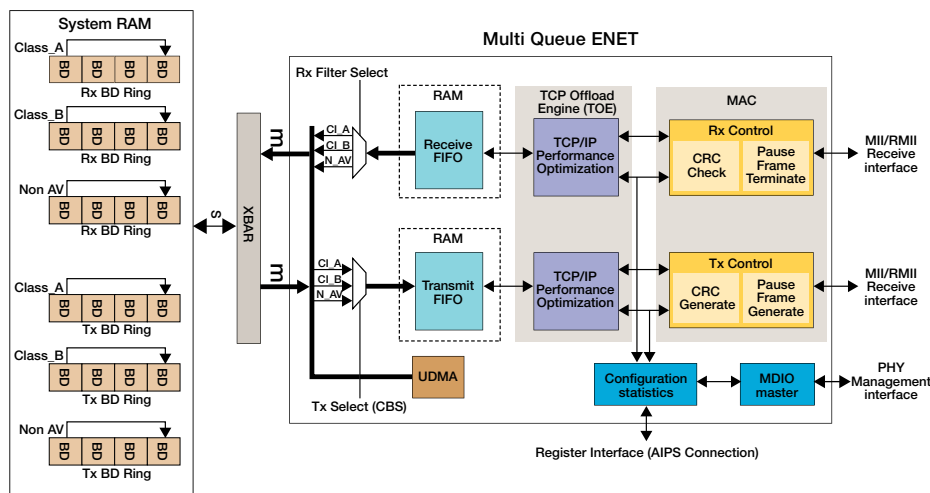 System RAM
Class_A
BD BD BD BD
Rx BD Ring
Class_B
BD BD BD BD
Rx BD Ring
Non AV
BD BD BD BD
Rx BD Ring
Class_A
BD BD BD BD
Tx BD Ring
Class_B
BD BD BD BD
Tx BD Ring
Non AV
BD BD BD BD
Tx BD Ring
S
XBAR
m
m
Multi Queue ENET
Rx Filter Select
CI_A
CI_B
N_AV
RAM
Receive
FIFO
TCP Offload
Engine (TOE)
TCP/IP
Performance
Optimization
MAC
Rx Control
CRC
Check
Pause
Frame
Terminate
MII/RMII
Receive
interface
CI_A
CI_B
N_AV
RAM
Transmit
FIFO
TCP/IP
Performance
Optimization
Tx Control
CRC
Generate
Pause
Frame
Generate
MII/RMII
Receive
interface
UDMA
Tx Select (CBS)
Configuration
statistics
MDIO
master
PHY
Management
interface
Register Interface (AIPS Connection)